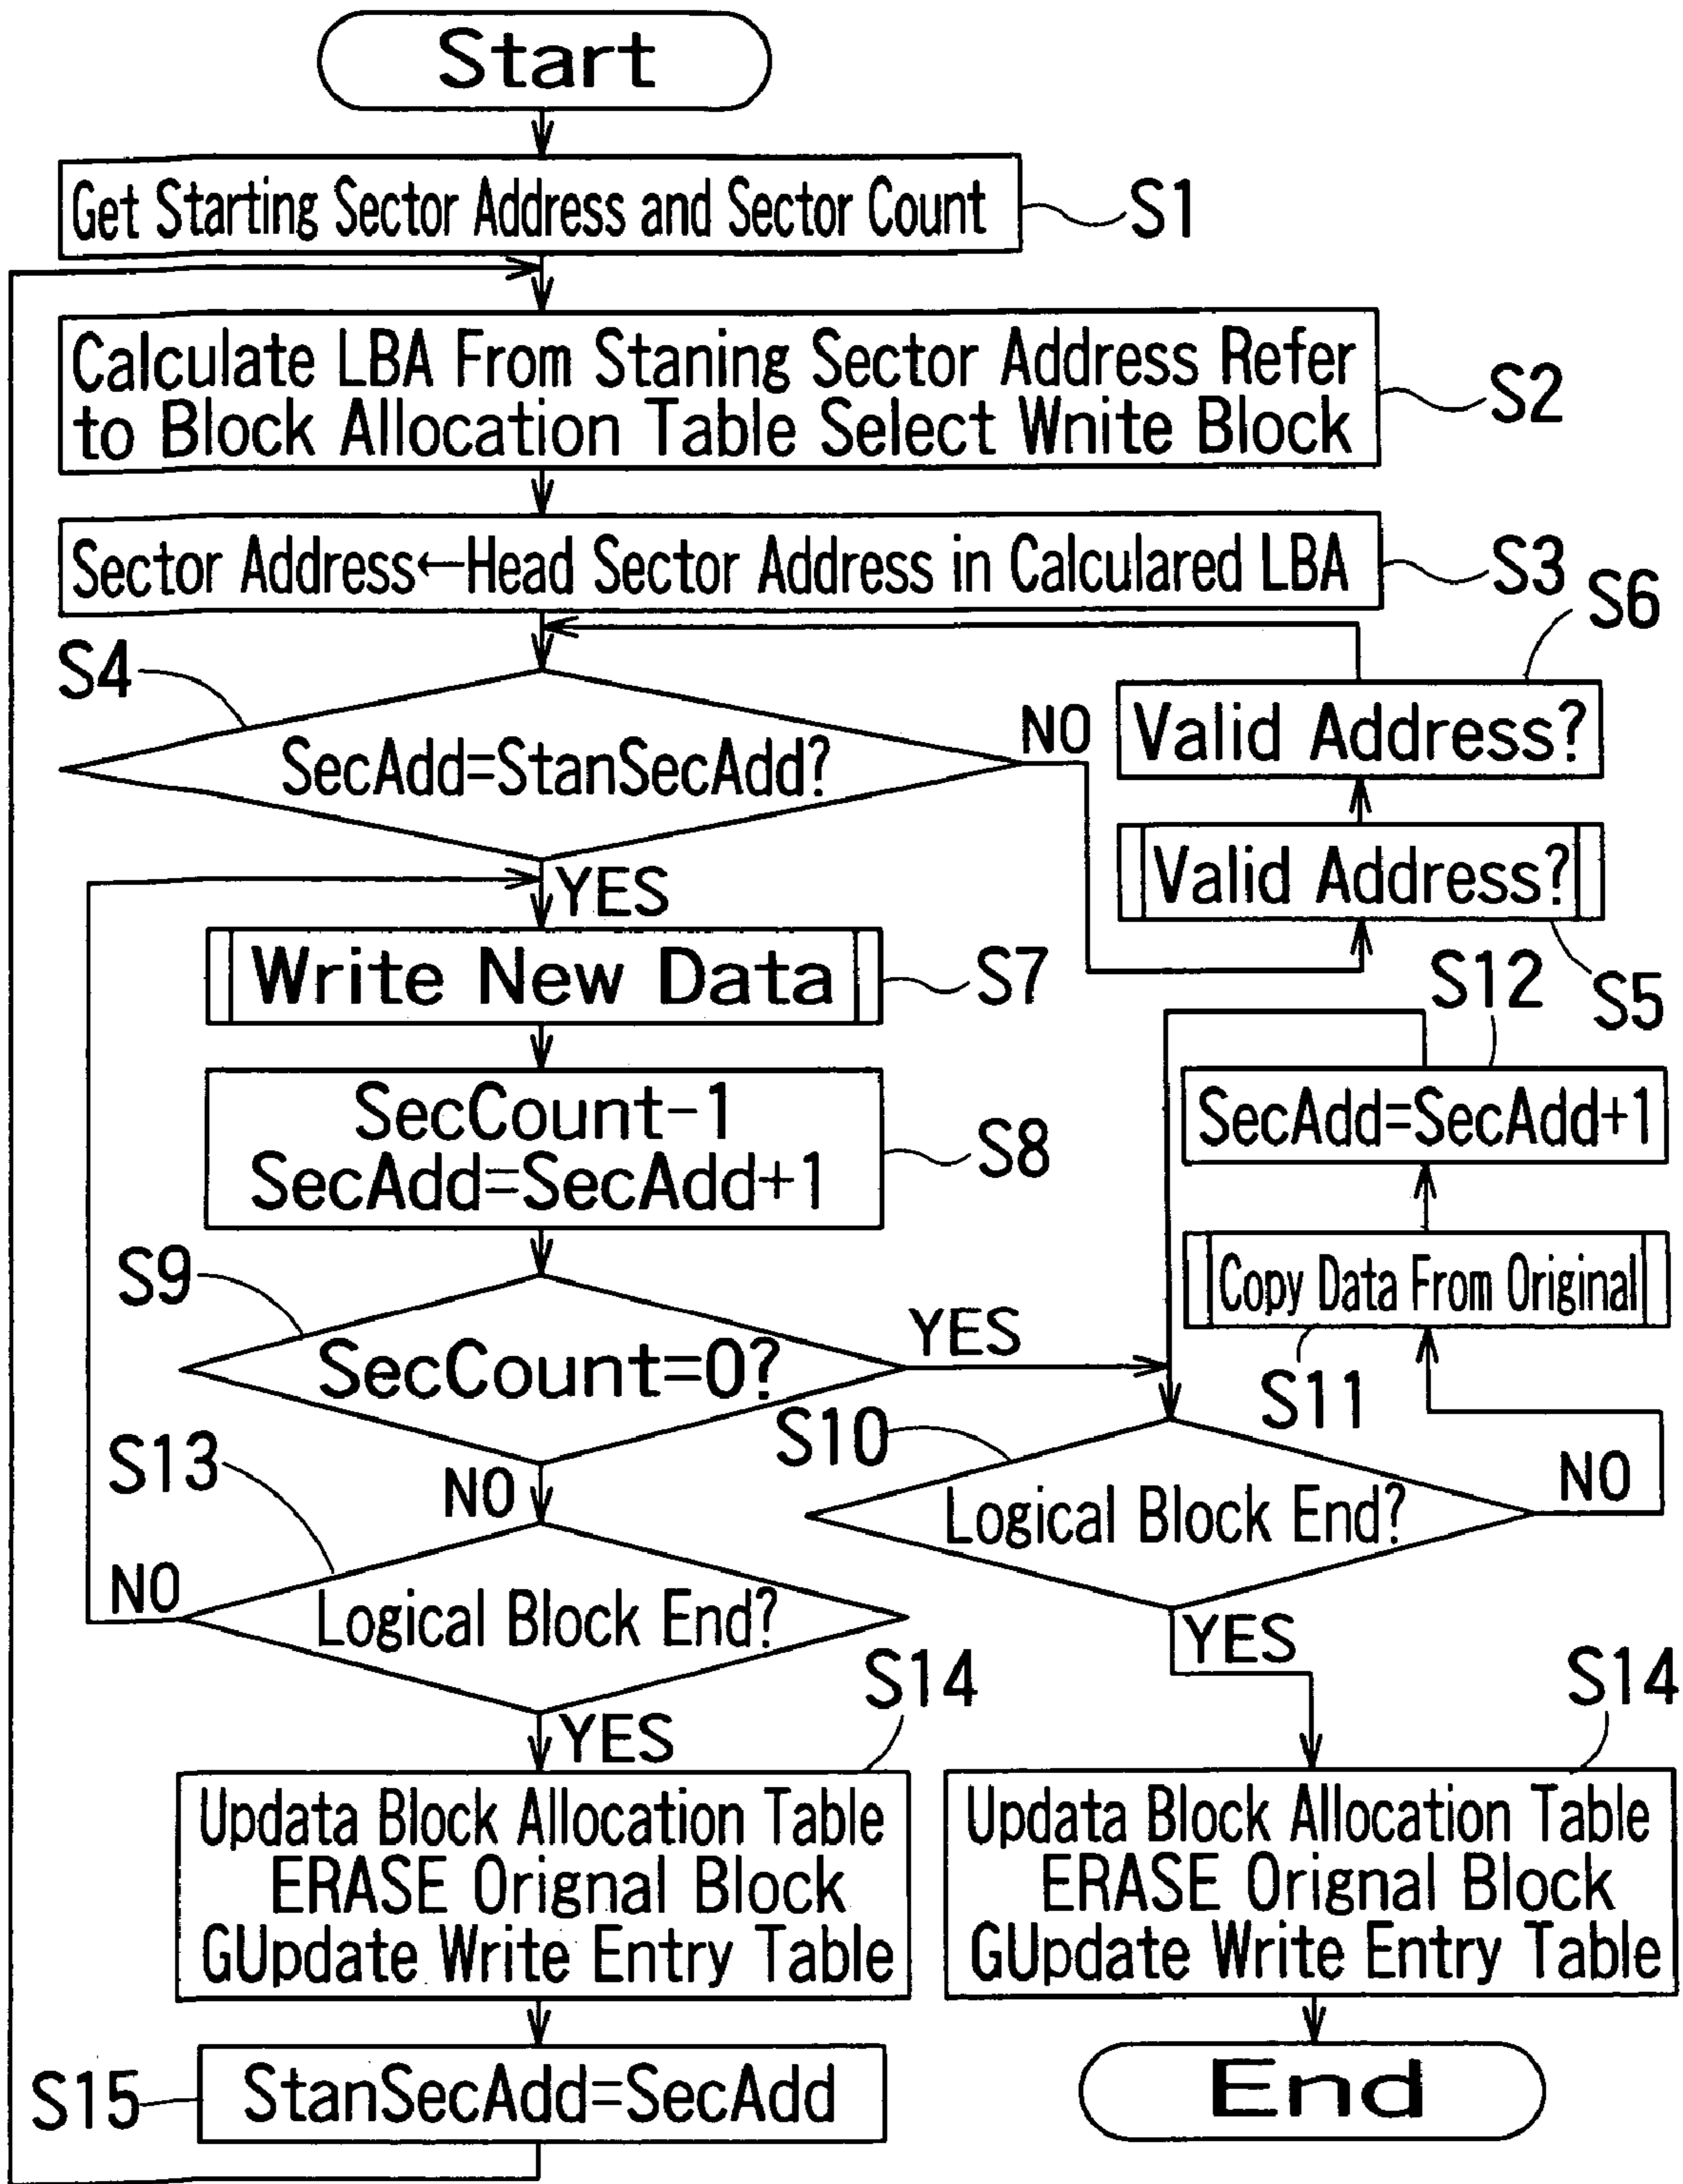 Start
Get Starting Sector Address and Sector Count
S1
Calculate LBA From Staning Sector Address Refer
to Block Allocation Table Select Wnite Block
S2
Sector Address←Head Sector Address in Calculared LBA
S3
S6
S4
SecAdd=StanSecAdd?
NO
Valid Address?
Valid Address?
S5
YES
Write New Data
S7
S12
SecCount-1
SecAdd=SecAdd+1
S8
SecAdd=SecAdd+1
Copy Data From Original
S11
S9
SecCount=0?
YES
S10
Logical Block End?
NO
S13
NO
Logical Block End?
NO
YES
YES
S14
S14
Updata Block Allocation Table
ERASE Orignal Block
GUpdate Write Entry Table
Updata Block Allocation Table
ERASE Orignal Block
GUpdate Write Entry Table
S15
StanSecAdd=SecAdd
End